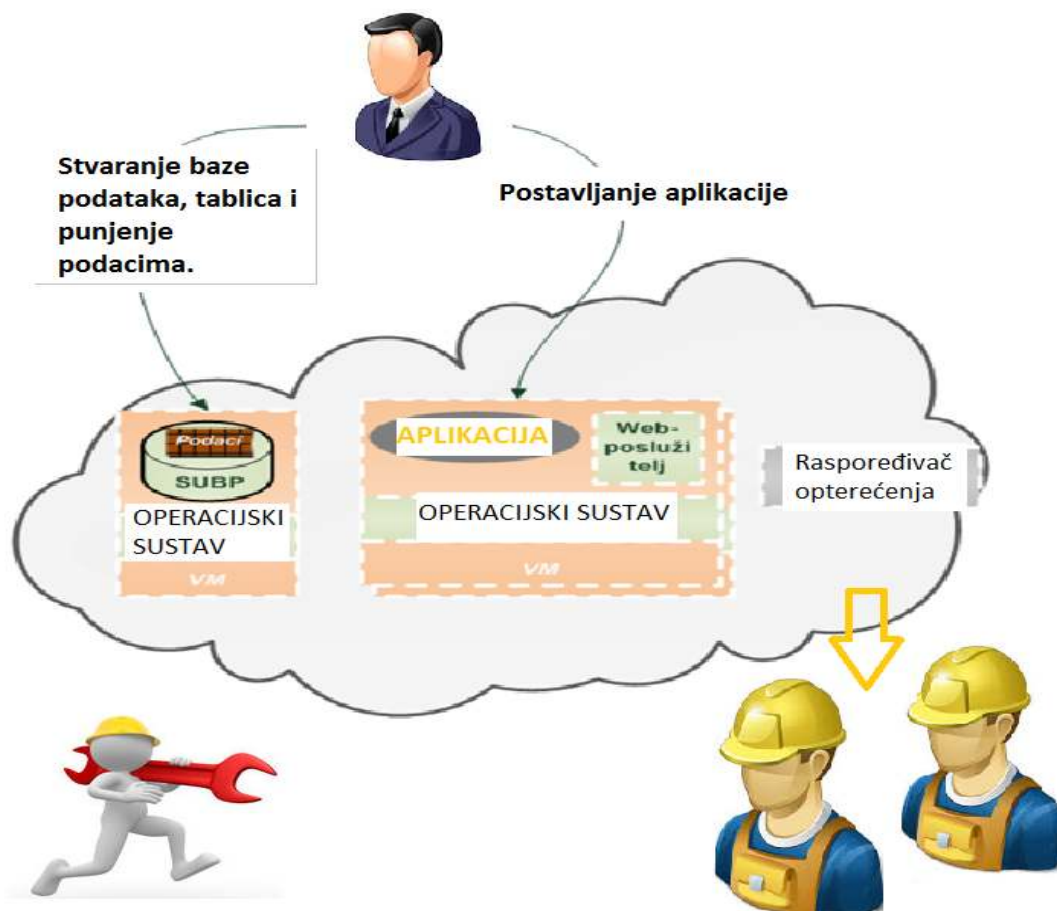 Stvaranje baze
podataka, tablica i
punjenje
podacima.
Postavljanje aplikacije
Podaci
SUBP
OPERACIJSKI
SUSTAV
VM
APLIKACIJA
Web-
posluži
telj
OPERACIJSKI SUSTAV
VM
Raspoređivač
opterećenja